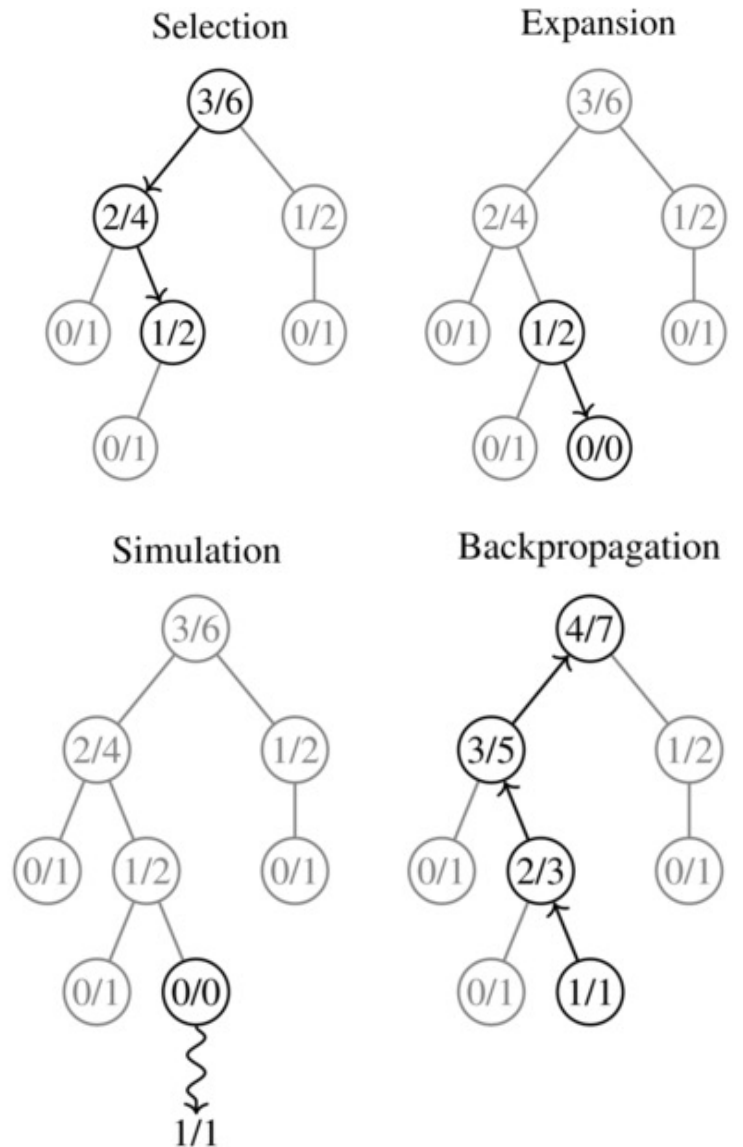 Selection
3/6
2/4 1/2
0/1 1/2 0/1
0/1
Expansion
3/6
2/4 1/2
0/1 1/2 0/1
0/1 0/0
Simulation
3/6
2/4 1/2
0/1 1/2 0/1
0/1 0/0
1/1
Backpropagation
4/7
3/5 1/2
0/1 2/3 0/1
0/1 1/1